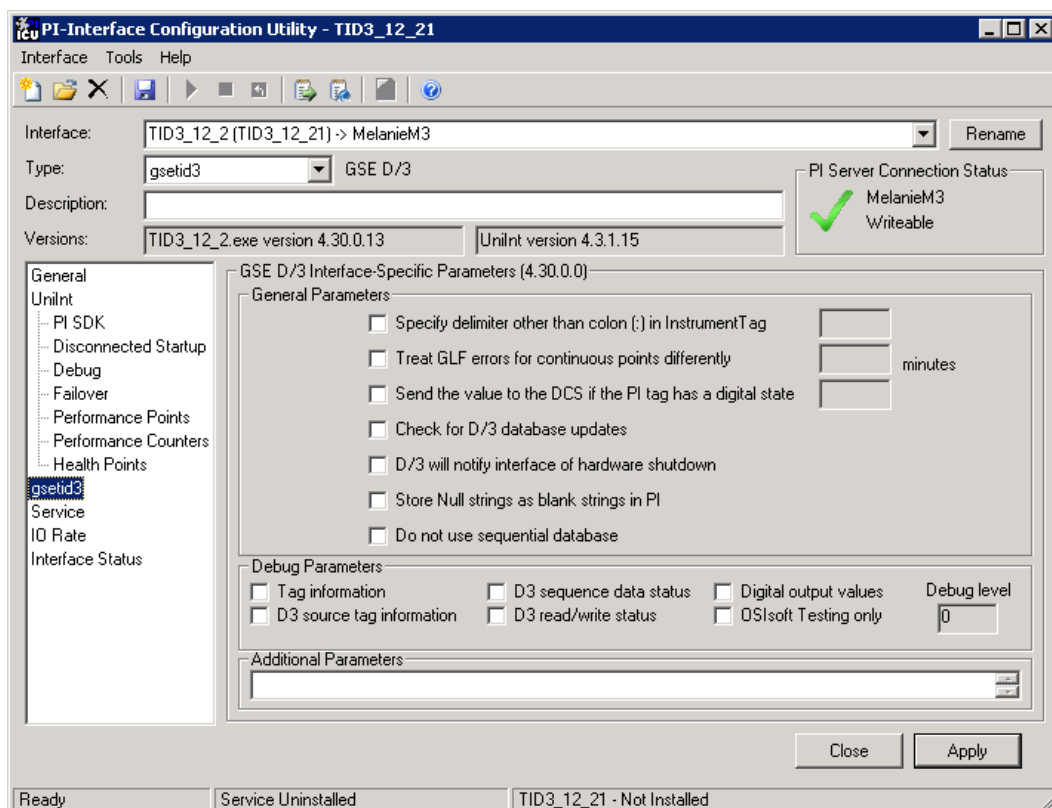 PI-Interface Configuration Utility - TID3_12_21
Interface Tools Help
Interface: TID3_12_2 (TID3_12_21) -> MelanieM3 Rename
Type: gsetid3 GSE D/3
PI Server Connection Status
MelanieM3
Writeable
Description:
Versions: TID3_12_2.exe version 4.30.0.13 UniInt version 4.3.1.15
General
UniInt
PI SDK
Disconnected Startup
Debug
Failover
Performance Points
Performance Counters
Health Points
gsetid3
Service
IO Rate
Interface Status
GSE D/3 Interface-Specific Parameters (4.30.0.0)
General Parameters
Specify delimiter other than colon (:) in InstrumentTag
Treat GLF errors for continuous points differently minutes
Send the value to the DCS if the PI tag has a digital state
Check for D/3 database updates
D/3 will notify interface of hardware shutdown
Store Null strings as blank strings in PI
Do not use sequential database
Debug Parameters
Tag information D3 sequence data status Digital output values Debug level
D3 source tag information D3 read/write status OSIsoft Testing only 0
Additional Parameters
Close Apply
Ready Service Uninstalled TID3_12_21 - Not Installed